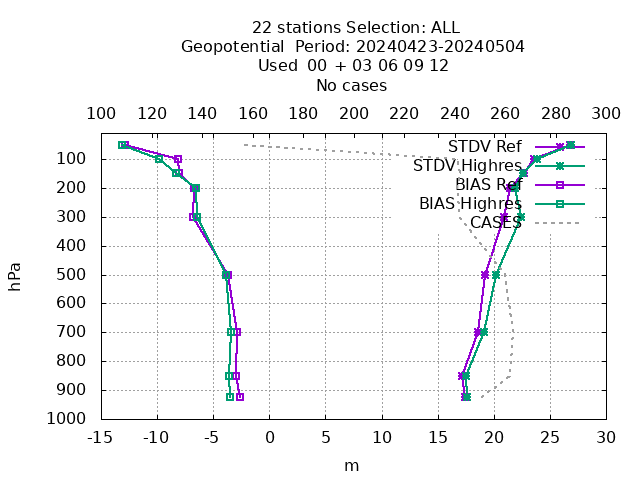 22 stations Selection: ALL
Geopotential  Period: 20240423-20240504
Used  00 + 03 06 09 12
No cases
100 120 140 160 180 200 220 240 260 280 300
STDV Ref
STDV Highres
BIAS Ref
BIAS Highres
CASES
100
200
300
400
500
600
700
800
900
1000
hPa
-15 -10 -5 0 5 10 15 20 25 30
m